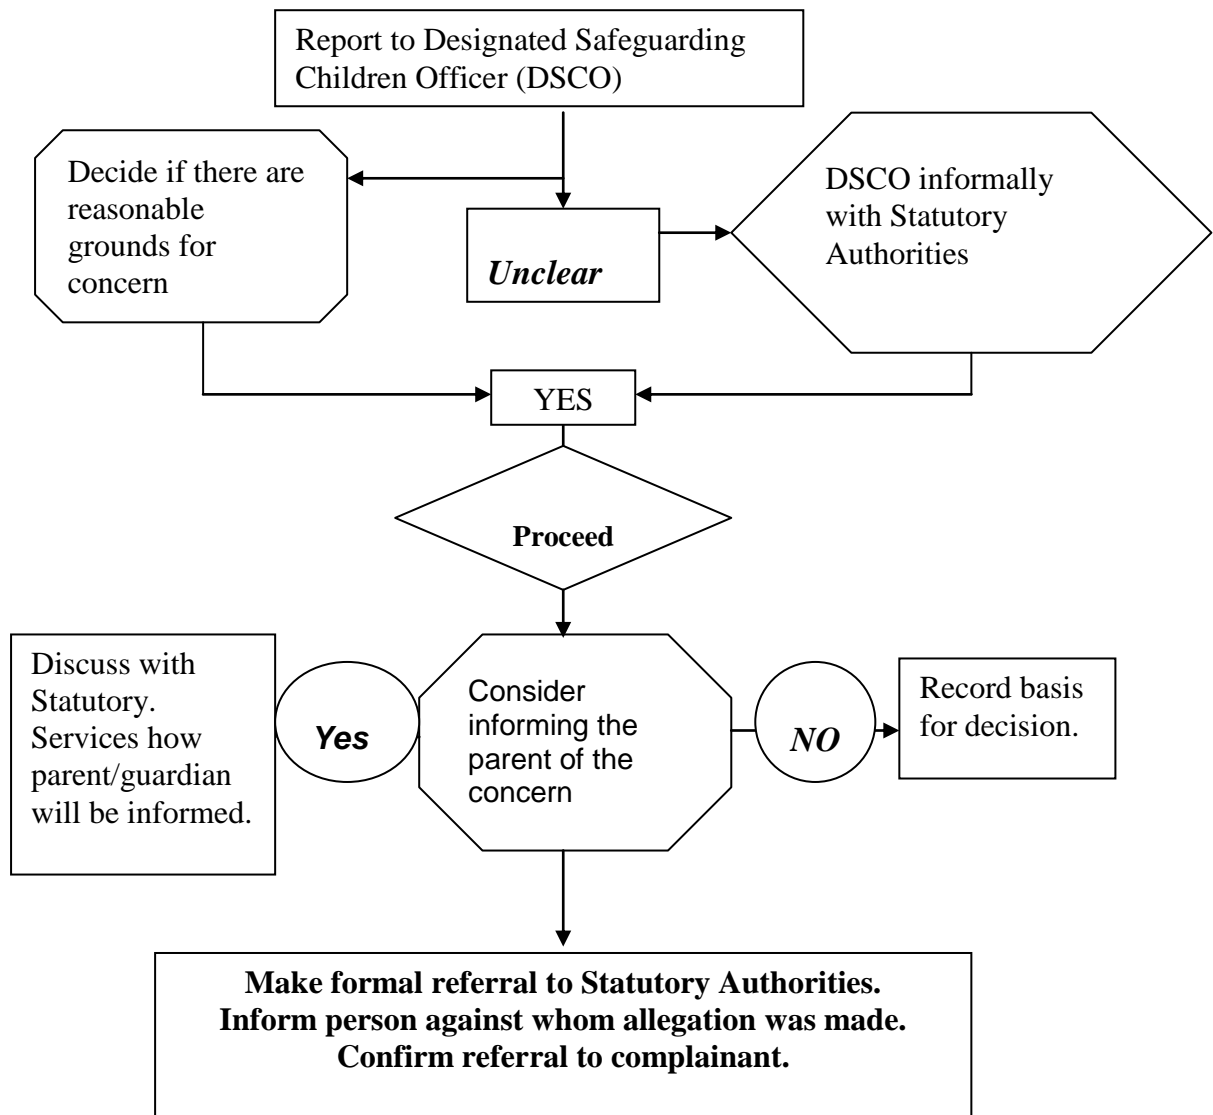 Report to Designated Safeguarding
Children Officer (DSCO)
Decide if there are
reasonable
grounds for
concern
Unclear
DSCO informally
with Statutory
Authorities
YES
Proceed
Discuss with
Statutory.
Services how
parent/guardian
will be informed.
Yes
Consider
informing the
parent of the
concern
NO
Record basis
for decision.
Make formal referral to Statutory Authorities.
Inform person against whom allegation was made.
Confirm referral to complainant.